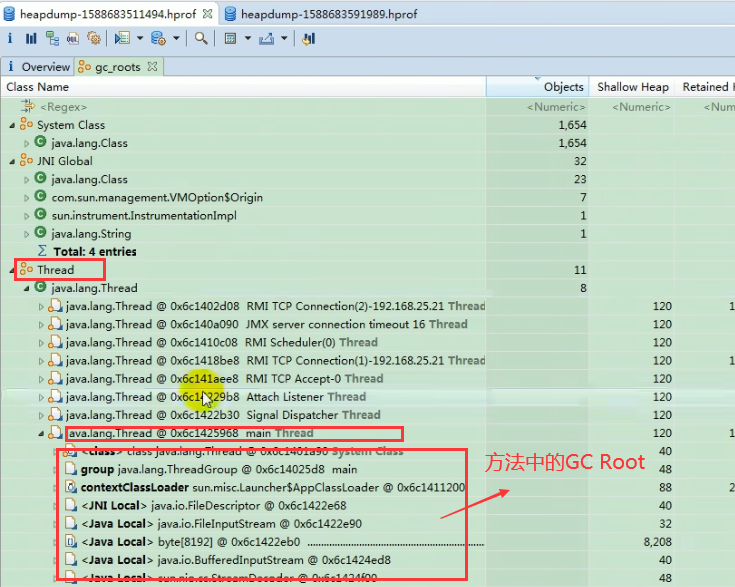 heapdump-1588683511494.hprof heapdump-1588683591989.hprof
Overview gc_roots
Class Name Objects Shallow Heap Retained H
<Regex> <Numeric> <Numeric> <Num
System Class 1,654
java.lang.Class 1,654
JNI Global 32
java.lang.Class 23
com.sun.management.VMOption$Origin 7
sun.instrument.InstrumentationImpl 1
java.lang.String 1
Σ Total: 4 entries
Thread 11
java.lang.Thread 8
java.lang.Thread @ 0x6c1402d08 RMI TCP Connection(2)-192.168.25.21 Thread 120 1
java.lang.Thread @ 0x6c140a090 JMX server connection timeout 16 Thread 120
java.lang.Thread @ 0x6c1410c08 RMI Scheduler(0) Thread 120
java.lang.Thread @ 0x6c1418be8 RMI TCP Connection(1)-192.168.25.21 Thread 120 1
java.lang.Thread @ 0x6c141aee8 RMI TCP Accept-0 Thread 120
java.lang.Thread @ 0x6c14229b8 Attach Listener Thread 120
java.lang.Thread @ 0x6c1422b30 Signal Dispatcher Thread 120
ava.lang.Thread @ 0x6c1425968 main Thread 120 1
<class> class java.lang.Thread @ 0x6c1401a90 System Class 40
group java.lang.ThreadGroup @ 0x6c14025d8 main 48
contextClassLoader sun.misc.Launcher$AppClassLoader @ 0x6c1411200 88 2
<JNI Local> java.io.FileDescriptor @ 0x6c1422e68 40
<Java Local> java.io.FileInputStream @ 0x6c1422e90 32
<Java Local> byte[8192] @ 0x6c1422eb0 ................................................ 8,208
<Java Local> java.io.BufferedInputStream @ 0x6c1424ed8 40
<Java Local> sun.nio.cs.StreamDecoder @ 0x6c1424f00 48
方法中的GC Root